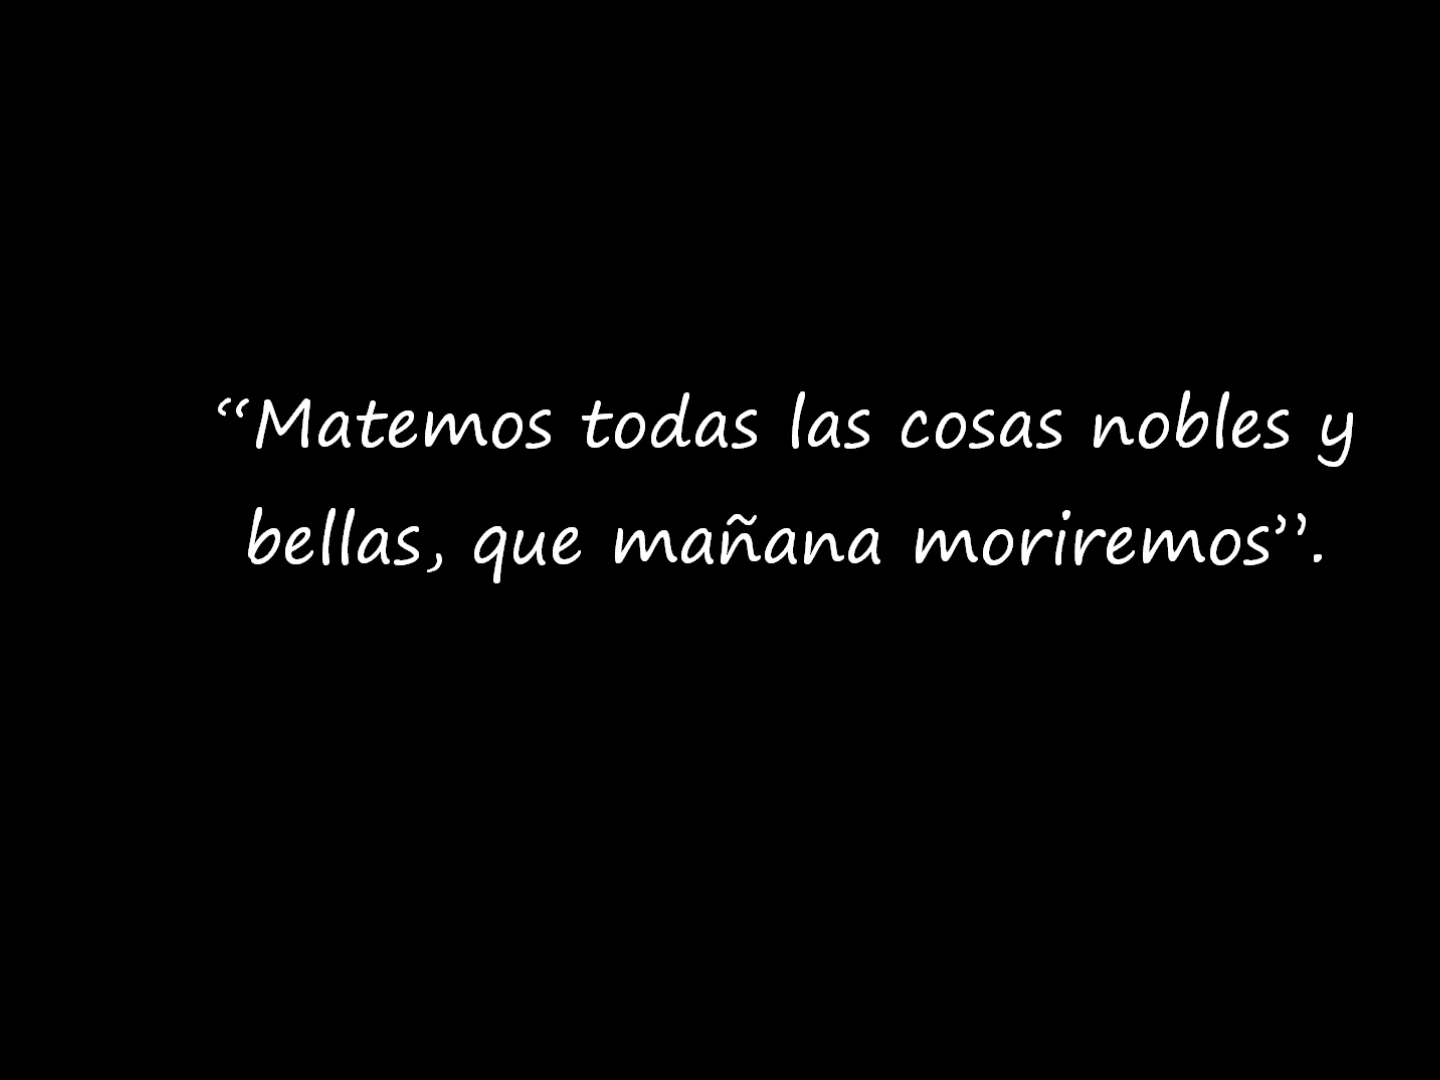 “Matemos todas las cosas nobles y
bellas, que mañana moriremos”.